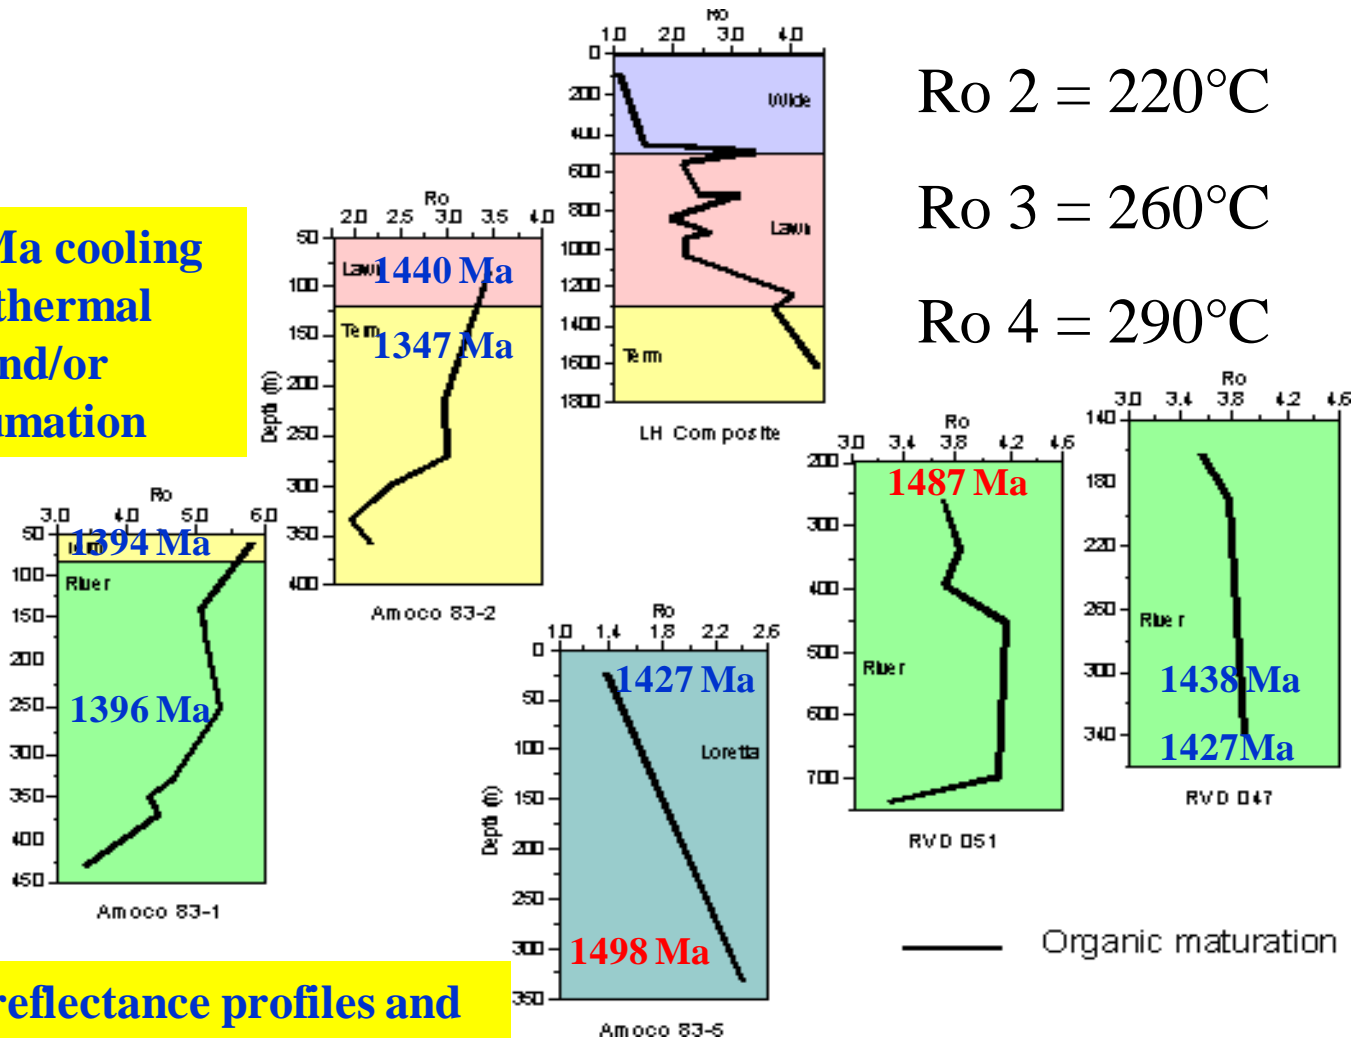 Ro
1.0 2.0 3.0 4.0
0
200
400
600
800
1000
1200
1400
1600
1800
Wide
Lawn
Term
LH Composite
Ro 2 = 220°C
Ro 3 = 260°C
Ro 4 = 290°C
Ma cooling
thermal
nd/or
umation
Ro
2.0 2.5 3.0 3.5 4.0
50
100
150
200
250
300
350
400
Depth (m)
Lawn
1440 Ma
Term
1347 Ma
Amoco 83-2
Ro
3.0 4.0 5.0 6.0
50
100
150
200
250
300
350
400
450
Term
1394 Ma
River
1396 Ma
Amoco 83-1
Ro
1.0 1.4 1.8 2.2 2.6
0
50
100
150
200
250
300
350
Depth (m)
1427 Ma
Loretta
1498 Ma
Amoco 83-5
Ro
3.0 3.4 3.8 4.2 4.6
200
300
400
500
600
700
1487 Ma
River
RVD 051
Ro
3.0 3.4 3.8 4.2 4.6
140
180
220
260
300
340
River
1438 Ma
1427Ma
RVD 047
Organic maturation
reflectance profiles and